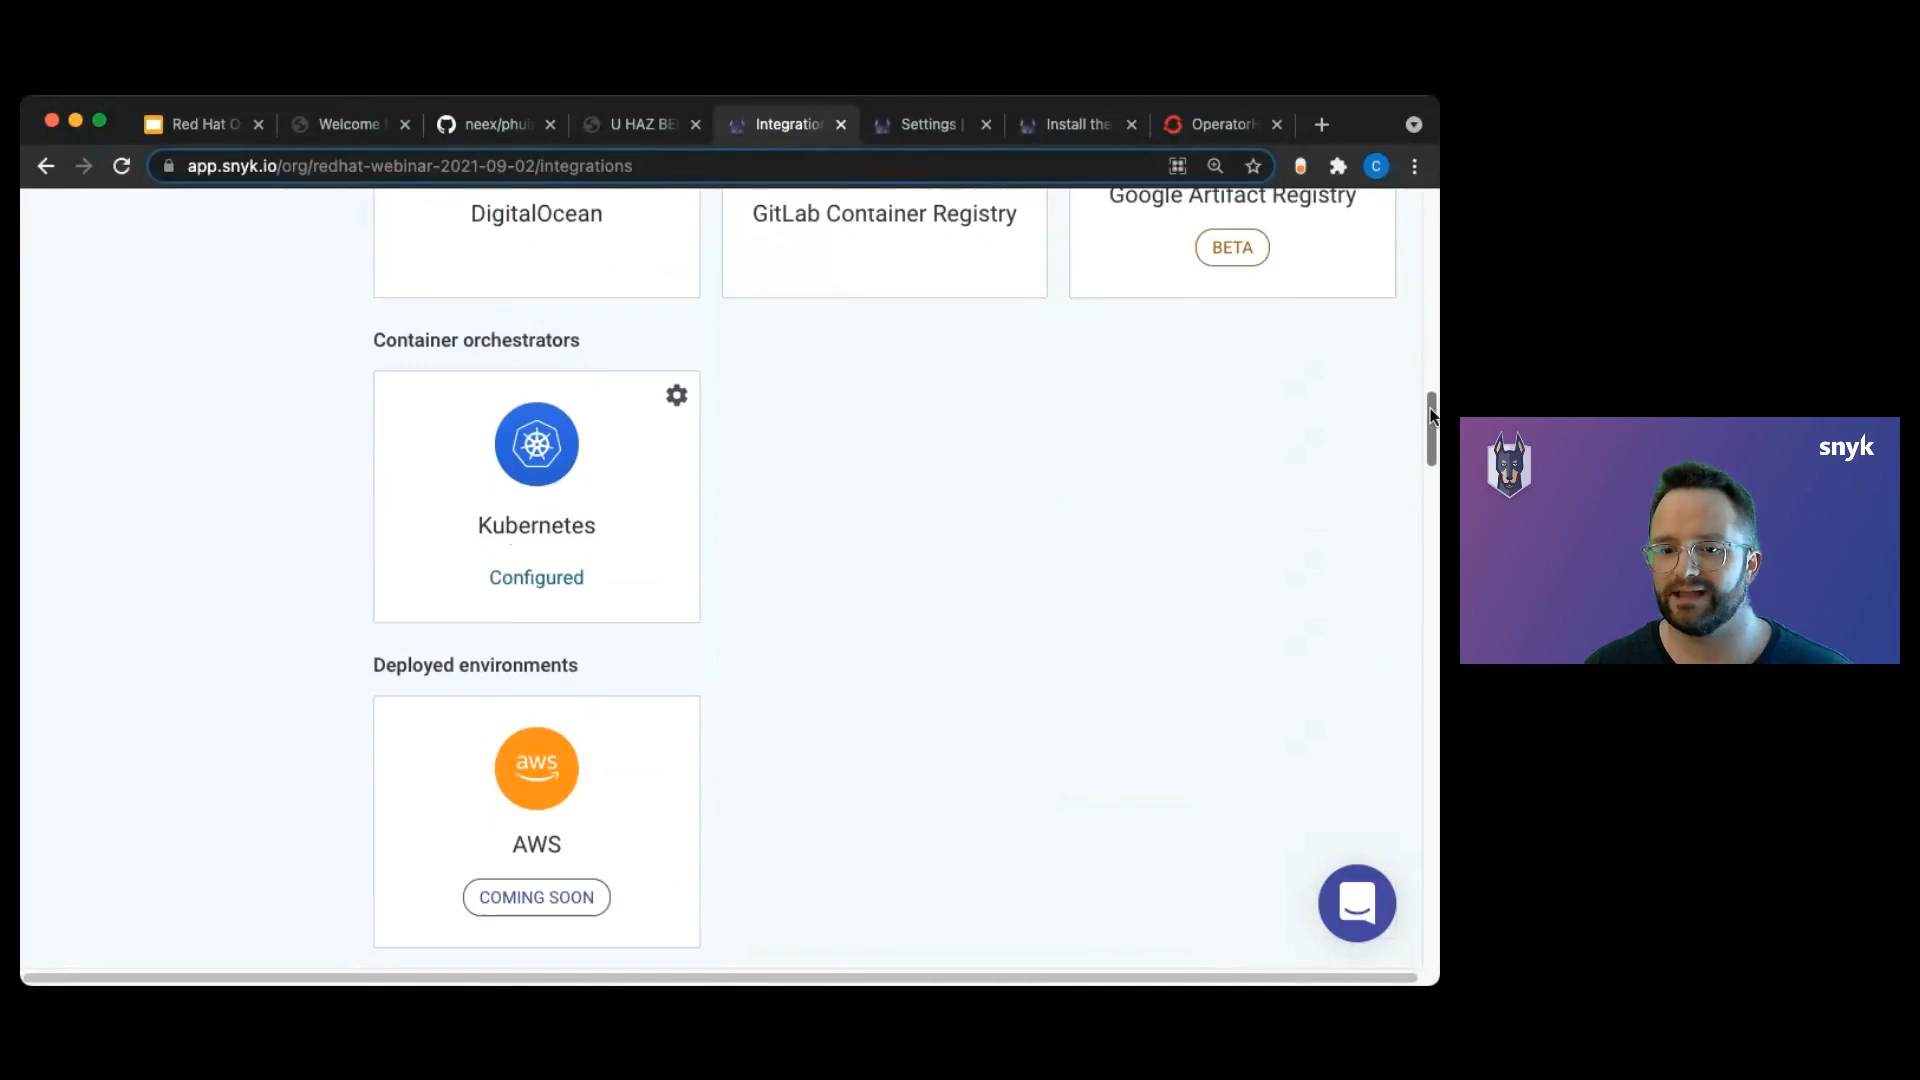 Red Hat O
Welcome
neex/phui
U HAZ BE
Integratio
Settings |
Install the
OperatorH
app.snyk.io/org/redhat-webinar-2021-09-02/integrations
C
DigitalOcean
GitLab Container Registry
Google Artifact Registry
BETA
Container orchestrators
Kubernetes
Configured
Deployed environments
aws
AWS
COMING SOON
snyk